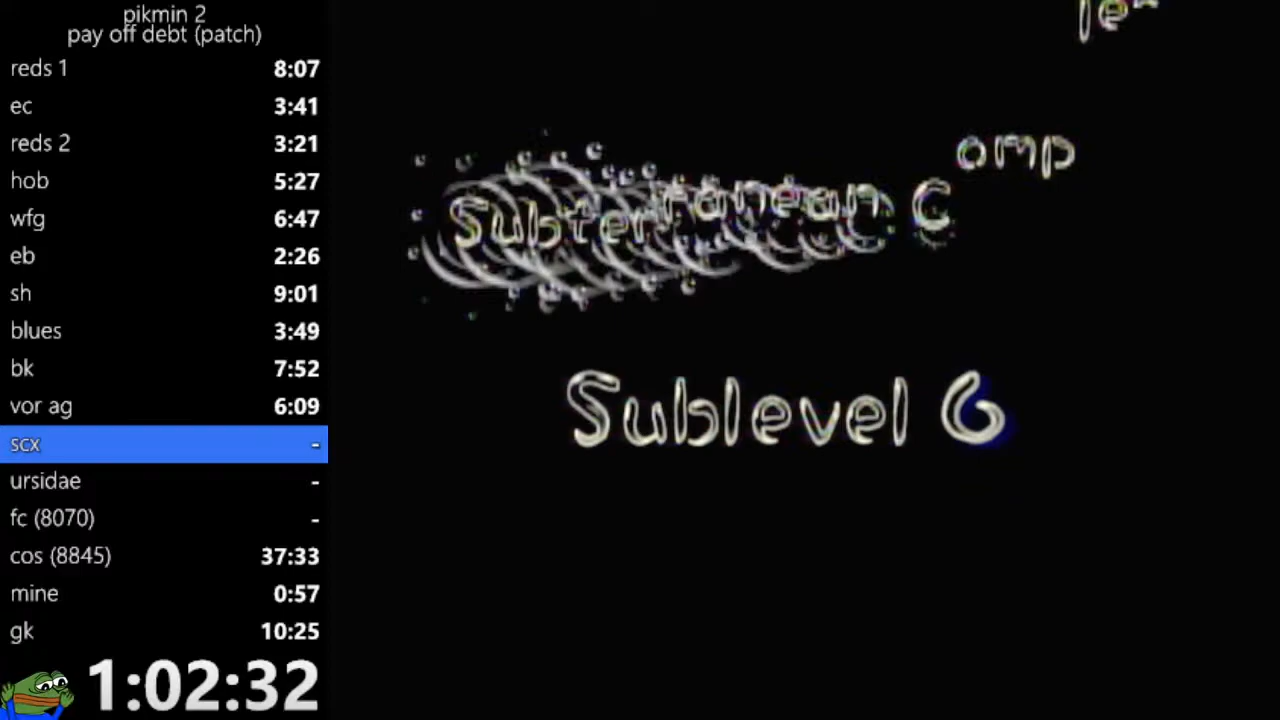 pikmin 2
pay off debt (patch)
reds 1 8:07
ec 3:41
reds 2 3:21
hob 5:27
wfg 6:47
eb 2:26
sh 9:01
blues 3:49
bk 7:52
vor ag 6:09
scx -
ursidae -
fc (8070) -
cos (8845) 37:33
mine 0:57
gk 10:25
1:02:32
Subterranean Comp
Sublevel 6